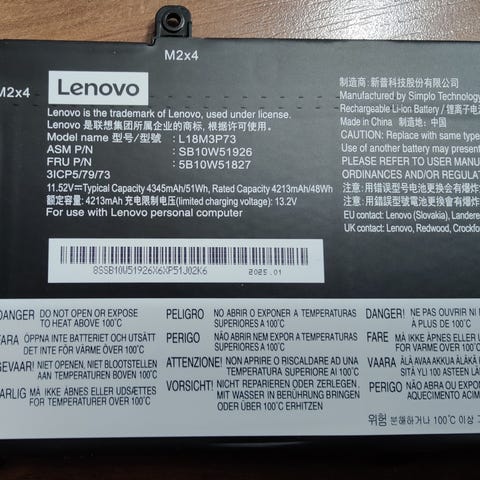 M2x4
M2x4
Lenovo
Lenovo is the trademark of Lenovo, used under license.
Lenovo 是联想集团所属企业的商标，根据许可使用.
MODEL 型号/型號: L18M3P73
ASM P/N SB10W51926
FRU P/N : 5B10W51827
3ICP5/79/73
11.52V⎓Typical Capacity 4345mAh/51Wh, Rated Capacity 4213mAh/48Wh
额定容量: 4213mAh 充电限制电压(limited charging voltage): 13.2V
For use with Lenovo personal computer
制造商: 新普科技股份有限公司
Manufactured by Simplo Technology
Rechargeable Li-ion Battery / 锂离子电
Made in China/ 制造地: 中国
CAUTION: REPLACE WITH SAME
USE OF ANOTHER BATTERY MAY
OR EXPLOSION. REPLACE
ORDINANCES AND/OR REGULAT
注意: 用错误型号电池更换会有爆炸
注意: 用錯誤型號電池更換會有爆炸
EU contact: Lenovo (Slovakia), Landere
UK contact: Lenovo, Redwood, Crockfor
8SSB10W51926X6XP51J02K6
2025.01
DANGER DO NOT OPEN OR EXPOSE
TO HEAT ABOVE 100°C
FARA ÖPPNA INTE BATTERIET OCH UTSÄTT
DET INTE FÖR VÄRME ÖVER 100°C
GEVAAR! NIET OPENEN, NIET BLOOTSTELLEN
AAN TEMPERATUREN BOVEN 100°C
FARLIG MÅ IKKE ÅBNES ELLER UDSÆTTES
FOR TEMPERATURER OVER 100°C
PELIGRO NO ABRIR O EXPONER A TEMPERATURAS
SUPERIORES A 100°C
PERIGO NÃO ABRIR NEM EXPOR A TEMPERATURAS
SUPERIORES A 100°C
ATTENZIONE! NON APRIRE O RISCALDARE AD UNA
TEMPERATURA SUPERIORE AI 100°C
VORSICHT! NICHT REPARIEREN ODER ZERLEGEN,
MIT WASSER IN BERÜHRUNG BRINGEN
ODER ÜBER 100°C ERHITZEN
DANGER! NE PAS OUVRIR, NI
À PLUS DE 100°C
FARE MÅ IKKE ÅPNES ELLER
VARME OVER 100°C
VAARA ÄLÄ AVAA AKKUA ÄLÄKÄ
SITÄ YLI 100 ASTEEN LÄM
PERIGO NÃO ABRA OU EXPO
AQUECIMENTO ACIM
위험 분해하거나 100°C 이상